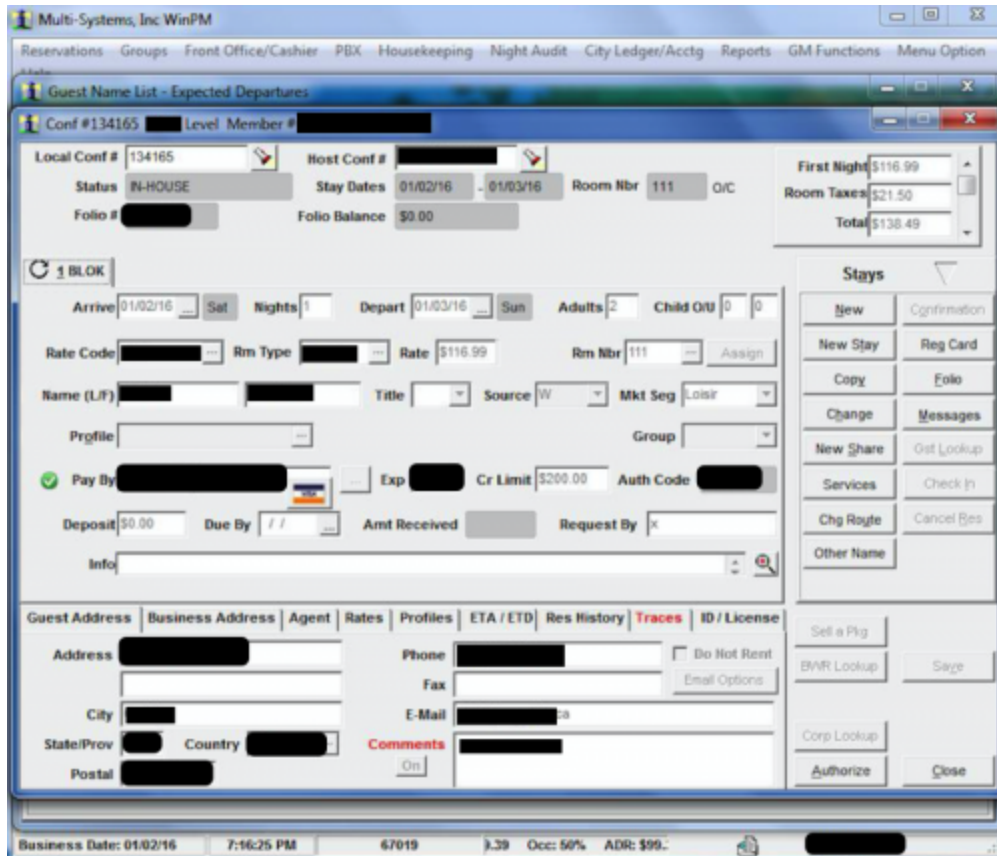 Multi-Systems, Inc WinPM
Reservations Groups Front Office/Cashier PBX Housekeeping Night Audit City Ledger/Acctg Reports GM Functions Menu Option
Help
Guest Name List - Expected Departures
Conf #134165 Level Member #
Local Conf # 134165 Host Conf # First Night $116.99
Status IN-HOUSE Stay Dates 01/02/16 - 01/03/16 Room Nbr 111 O/C Room Taxes $21.50
Folio # Folio Balance $0.00 Total $138.49
1 BLOK Stays
Arrive 01/02/16 ... Sat Nights 1 Depart 01/03/16 ... Sun Adults 2 Child O/U 0 0 New Confirmation
Rate Code ... Rm Type ... Rate $116.99 Rm Nbr 111 ... Assign New Stay Reg Card
Copy Folio
Name (L/F) Title Source W Mkt Seg Loisir
Change Messages
Profile ... Group New Share Gst Lookup
Pay By VISA ... Exp Cr Limit $200.00 Auth Code Services Check In
Deposit $0.00 Due By / / ... Amt Received Request By x Chg Route Cancel Res
Info Other Name
Guest Address Business Address Agent Rates Profiles ETA / ETD Res History Traces ID / License
Sell a Pkg
Address Phone Do Not Rent BWR Lookup Save
Fax Email Options
City E-Mail ca
State/Prov Country Comments Corp Lookup
Postal On Authorize Close
Business Date: 01/02/16 7:16:25 PM 67019 .39 Occ: 50% ADR: $99.